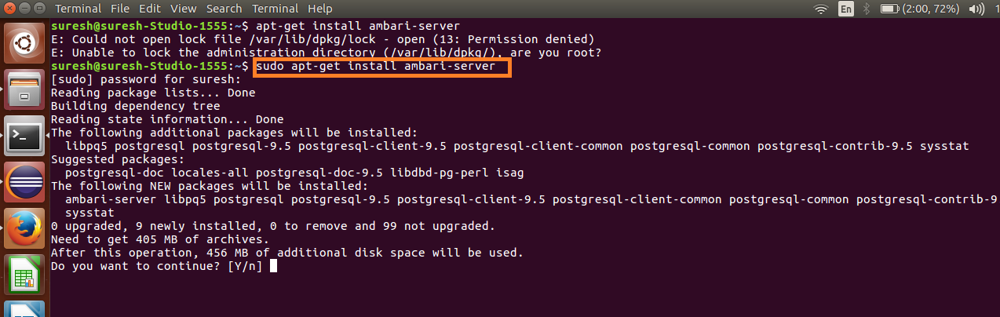 Terminal File Edit View Search Terminal Help En (2:00, 72%) 1
suresh@suresh-Studio-1555:~$ apt-get install ambari-server
E: Could not open lock file /var/lib/dpkg/lock - open (13: Permission denied)
E: Unable to lock the administration directory (/var/lib/dpkg/), are you root?
suresh@suresh-Studio-1555:~$ sudo apt-get install ambari-server
[sudo] password for suresh:
Reading package lists... Done
Building dependency tree
Reading state information... Done
The following additional packages will be installed:
libpq5 postgresql postgresql-9.5 postgresql-client-9.5 postgresql-client-common postgresql-common postgresql-contrib-9.5 sysstat
Suggested packages:
postgresql-doc locales-all postgresql-doc-9.5 libdbd-pg-perl isag
The following NEW packages will be installed:
ambari-server libpq5 postgresql postgresql-9.5 postgresql-client-9.5 postgresql-client-common postgresql-common postgresql-contrib-9
sysstat
0 upgraded, 9 newly installed, 0 to remove and 99 not upgraded.
Need to get 405 MB of archives.
After this operation, 456 MB of additional disk space will be used.
Do you want to continue? [Y/n]